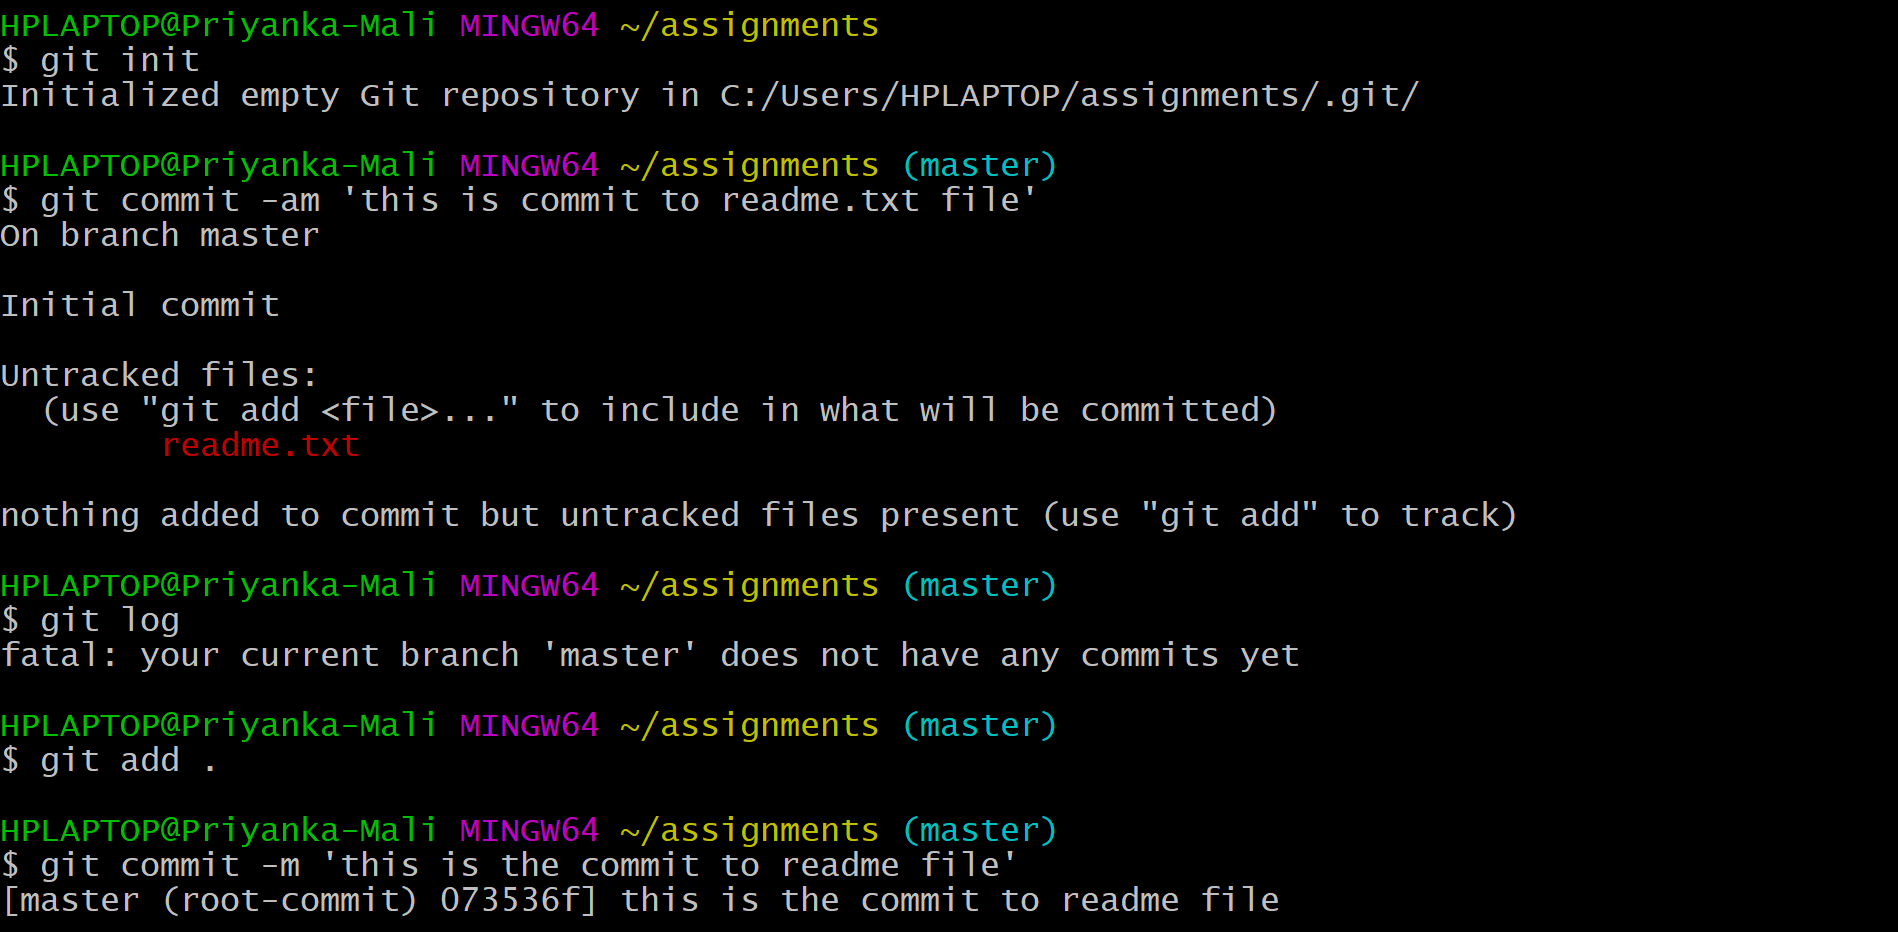 HPLAPTOP@Priyanka-Mali MINGW64 ~/assignments
$ git init
Initialized empty Git repository in C:/Users/HPLAPTOP/assignments/.git/
HPLAPTOP@Priyanka-Mali MINGW64 ~/assignments (master)
$ git commit -am 'this is commit to readme.txt file'
On branch master
Initial commit
Untracked files:
  (use "git add <file>..." to include in what will be committed)
        readme.txt
nothing added to commit but untracked files present (use "git add" to track)
HPLAPTOP@Priyanka-Mali MINGW64 ~/assignments (master)
$ git log
fatal: your current branch 'master' does not have any commits yet
HPLAPTOP@Priyanka-Mali MINGW64 ~/assignments (master)
$ git add .
HPLAPTOP@Priyanka-Mali MINGW64 ~/assignments (master)
$ git commit -m 'this is the commit to readme file'
[master (root-commit) 073536f] this is the commit to readme file